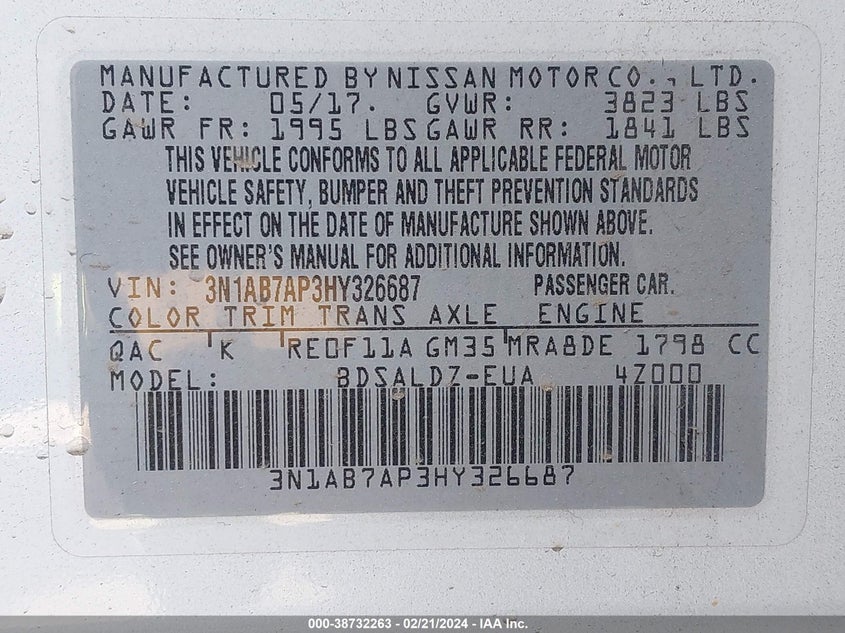 MANUFACTURED BY NISSAN MOTOR CO., LTD.
DATE: 05/17. GVWR: 3823 LBS
GAWR FR: 1995 LBS GAWR RR: 1841 LBS
THIS VEHICLE CONFORMS TO ALL APPLICABLE FEDERAL MOTOR
VEHICLE SAFETY, BUMPER AND THEFT PREVENTION STANDARDS
IN EFFECT ON THE DATE OF MANUFACTURE SHOWN ABOVE.
SEE OWNER'S MANUAL FOR ADDITIONAL INFORMATION.
VIN: 3N1AB7AP3HY326687 PASSENGER CAR.
COLOR TRIM TRANS AXLE ENGINE
QAC K RE0F11A GM35 MRA8DE 1798 CC
MODEL: BDSALDZ-EUA 4Z000
3N1AB7AP3HY326687
000-38732263 - 02/21/2024 - IAA Inc.